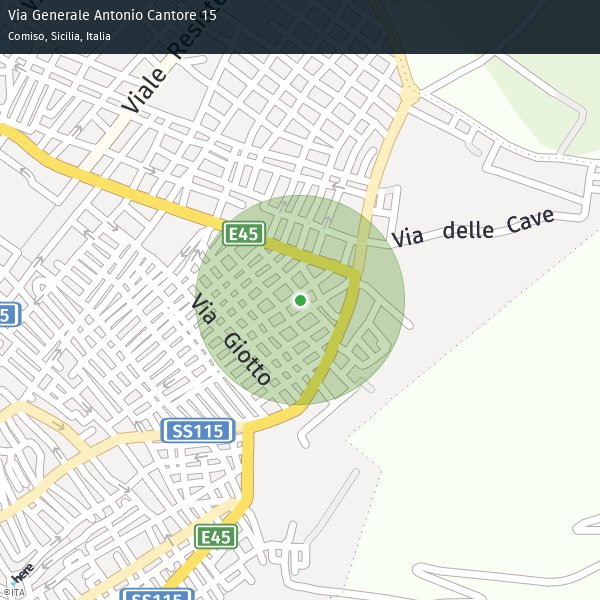 Via Generale Antonio Cantore 15
Comiso, Sicilia, Italia
Viale Resiste
E45
Via delle Cave
5
Via Giotto
SS115
E45
SS115
here
©ITA